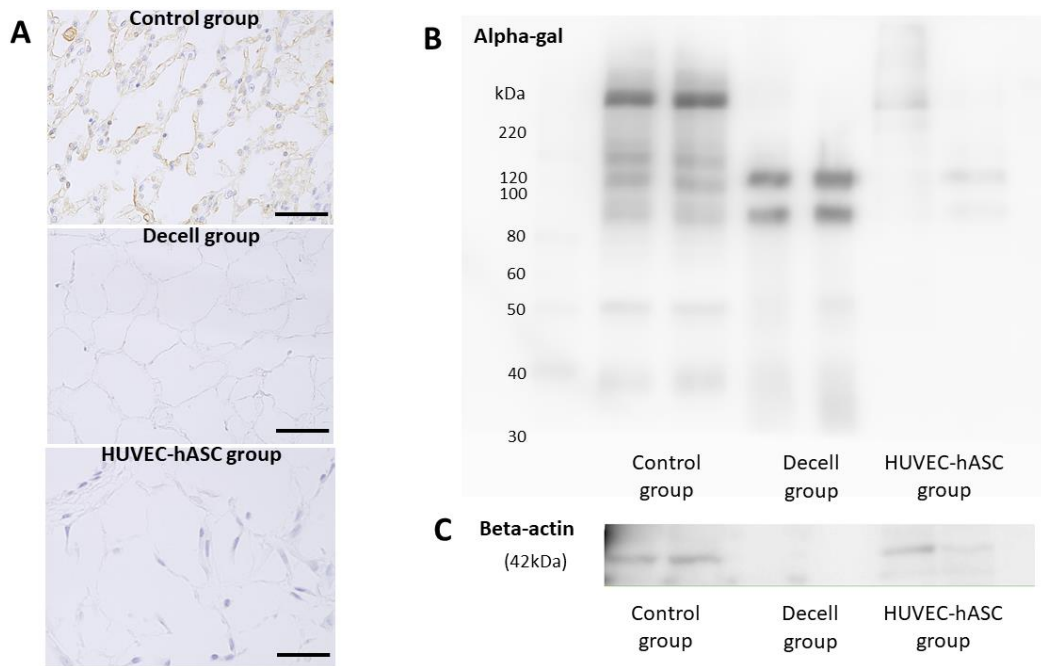 A
Control group
Decell group
HUVEC-hASC group
B
Alpha-gal
kDa
220
120
100
80
60
50
40
30
Control
group
Decell
group
HUVEC-hASC
group
C
Beta-actin
(42kDa)
Control
group
Decell
group
HUVEC-hASC
group